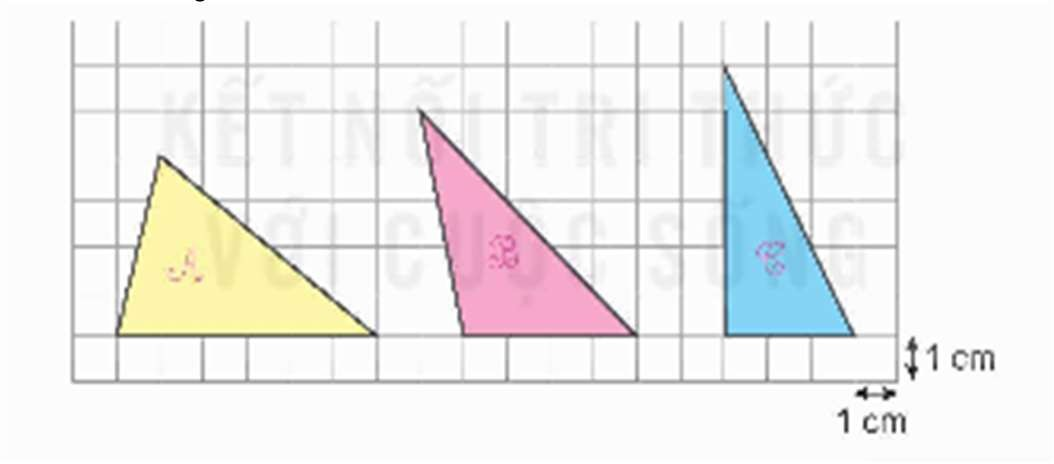 KẾT NỐI TRI THỨC
VỚI CUỘC SỐNG
A
B
C
1 cm
1 cm